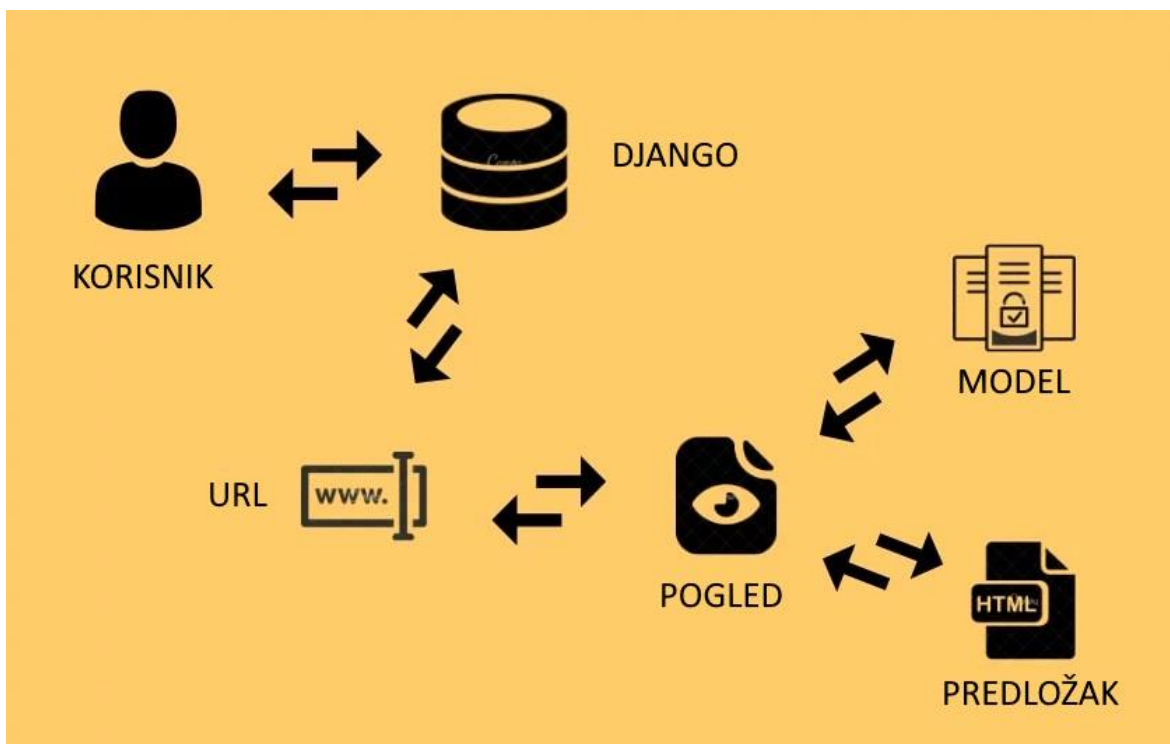 DJANGO
KORISNIK
MODEL
URL
www.
POGLED
HTML
PREDLOŽAK